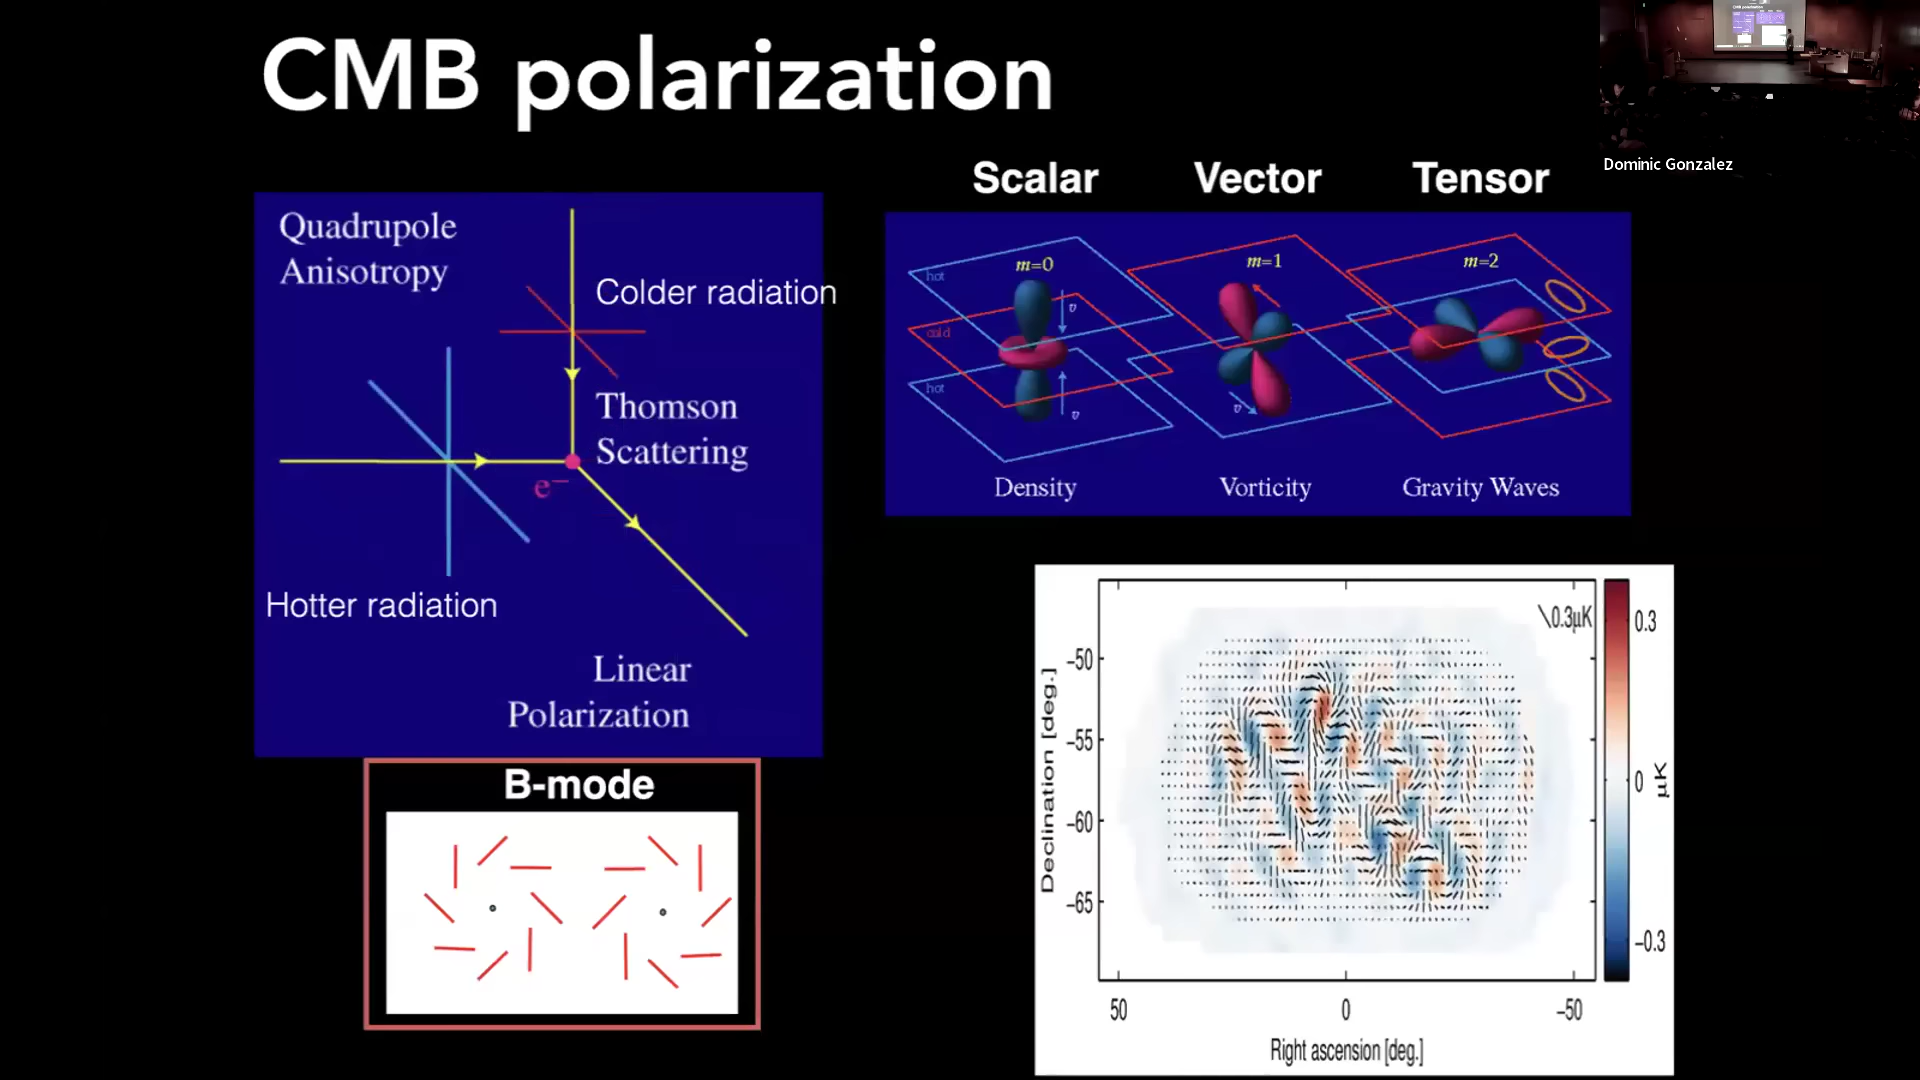 CMB polarization
Dominic Gonzalez
Quadrupole
Anisotropy
Colder radiation
Thomson
Scattering
e⁻
Hotter radiation
Linear
Polarization
Scalar Vector Tensor
m=0 m=1 m=2
hot
v
cold
hot
v
v
Density Vorticity Gravity Waves
B-mode
\0.3μK
0.3
0
-0.3
μK
Declination [deg.]
-50
-55
-60
-65
50 0 -50
Right ascension [deg.]